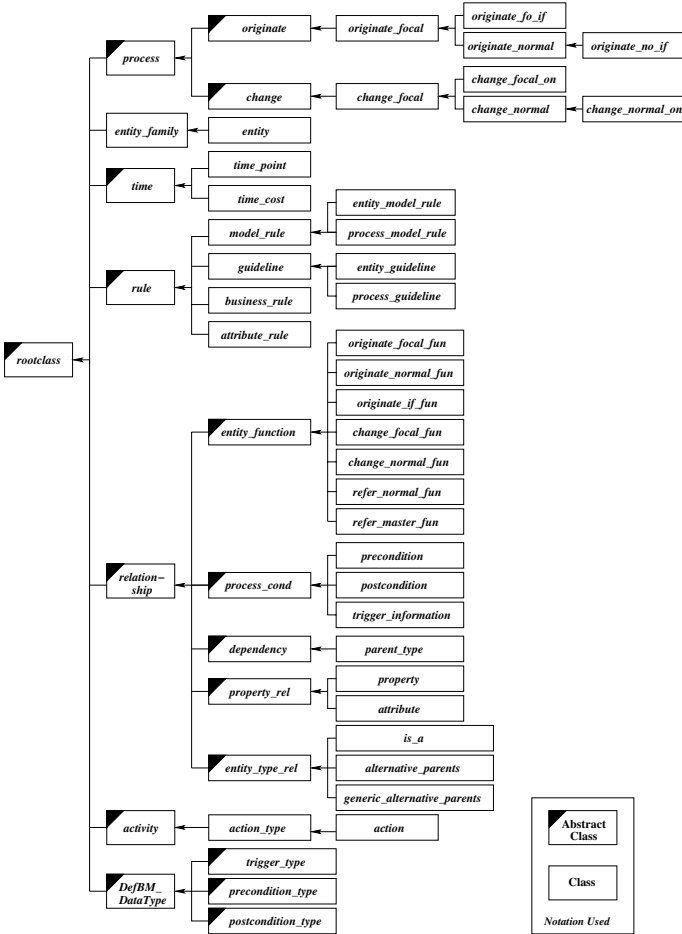 originate_fo_if
originate
originate_focal
originate_normal
originate_no_if
process
change_focal_on
change
change_focal
change_normal
change_normal_on
entity_family
entity
time_point
time
time_cost
entity_model_rule
model_rule
process_model_rule
guideline
entity_guideline
rule
business_rule
process_guideline
attribute_rule
originate_focal_fun
rootclass
originate_normal_fun
originate_if_fun
entity_function
change_focal_fun
change_normal_fun
refer_normal_fun
refer_master_fun
precondition
relation−
ship
process_cond
postcondition
trigger_information
dependency
parent_type
property_rel
property
attribute
is_a
entity_type_rel
alternative_parents
generic_alternative_parents
activity
action_type
action
Abstract
Class
trigger_type
DefBM_
DataType
precondition_type
Class
postcondition_type
Notation Used